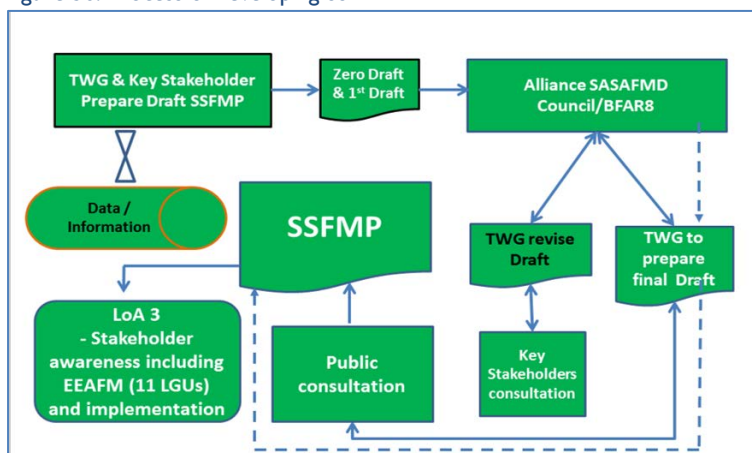 TWG & Key Stakeholder
Prepare Draft SSFMP
Zero Draft
& 1st Draft
Alliance SASAFMD
Council/BFAR8
Data /
Information
SSFMP
TWG revise
Draft
TWG to
prepare
final Draft
LoA 3
- Stakeholder
awareness including
EEAFM (11 LGUs)
and implementation
Public
consultation
Key
Stakeholders
consultation